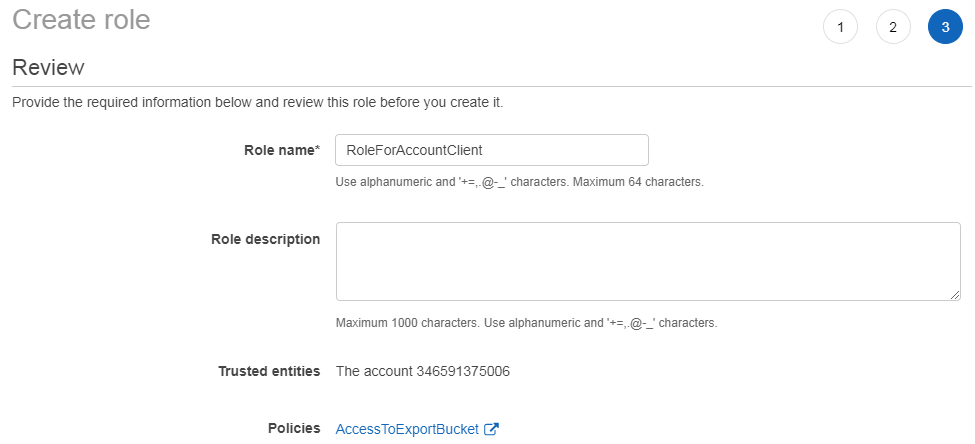 Create role
1 2 3
Review
Provide the required information below and review this role before you create it.
Role name* RoleForAccountClient
Use alphanumeric and '+=,.@-_' characters. Maximum 64 characters.
Role description
Maximum 1000 characters. Use alphanumeric and '+=,.@-_' characters.
Trusted entities The account 346591375006
Policies AccessToExportBucket